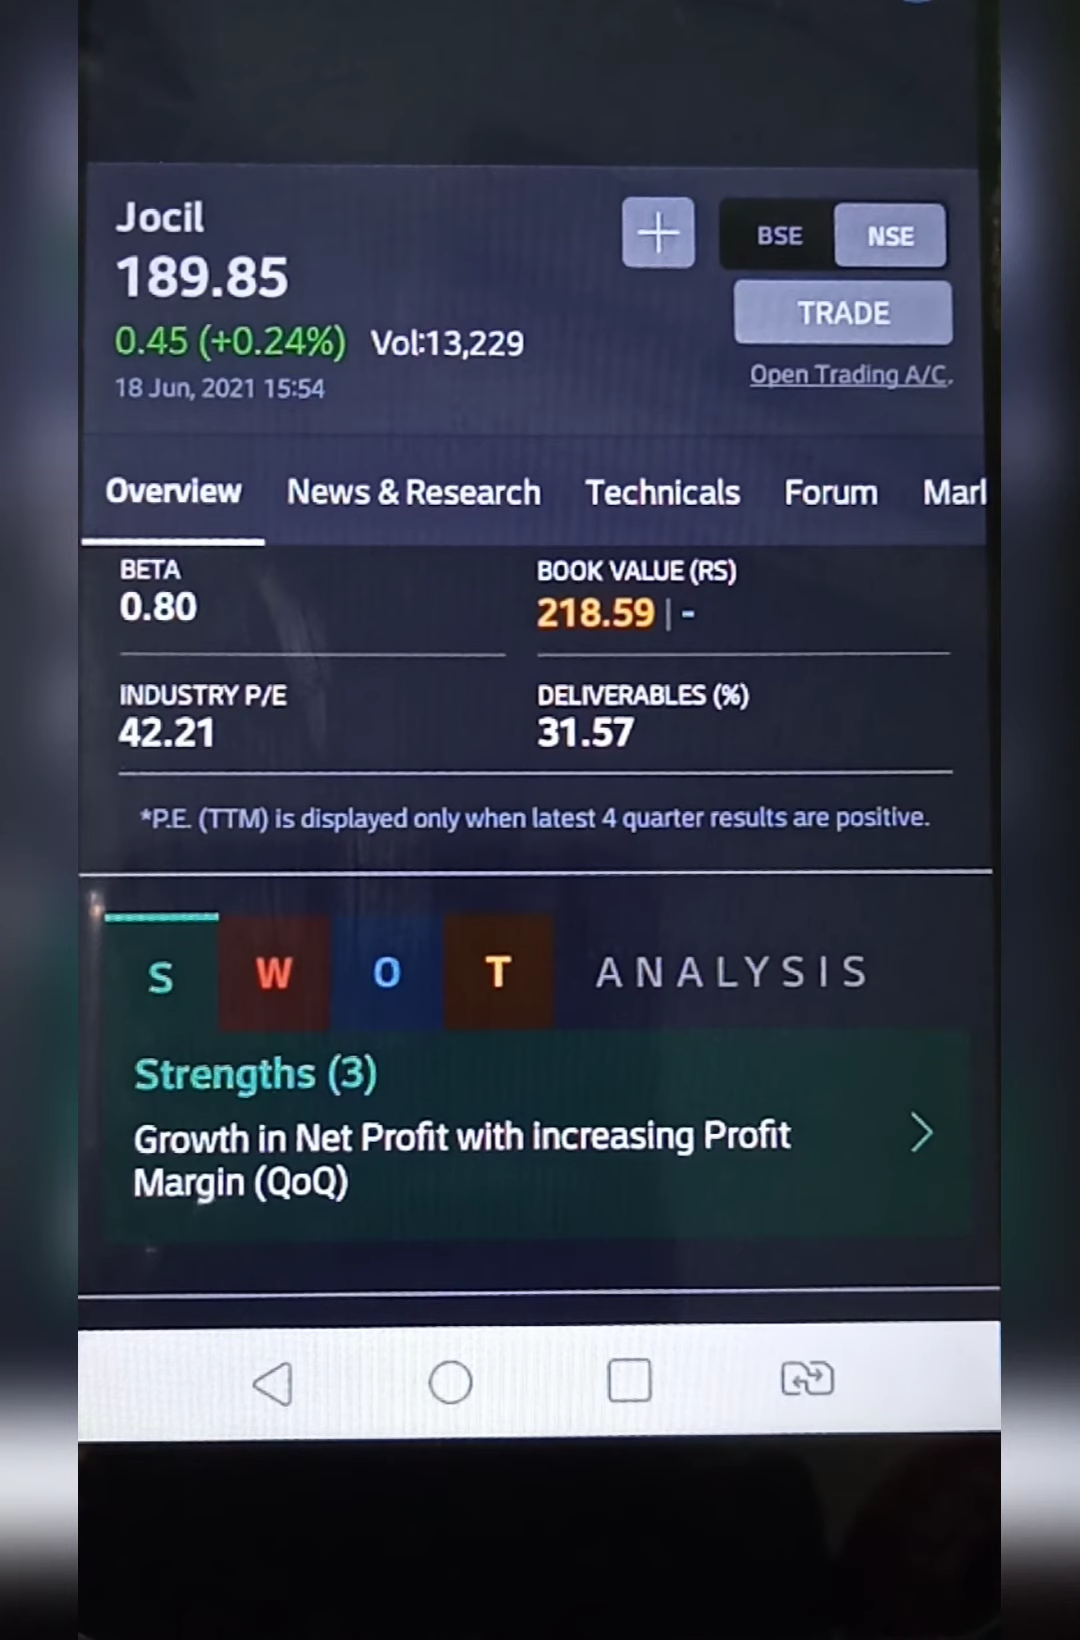 Jocil
189.85
0.45 (+0.24%) Vol:13,229
18 Jun, 2021 15:54
BSE NSE
TRADE
Open Trading A/C.
Overview News & Research Technicals Forum Marl
BETA
0.80
BOOK VALUE (RS)
218.59 | -
INDUSTRY P/E
42.21
DELIVERABLES (%)
31.57
*P.E. (TTM) is displayed only when latest 4 quarter results are positive.
S W O T ANALYSIS
Strengths (3)
Growth in Net Profit with increasing Profit
Margin (QoQ)